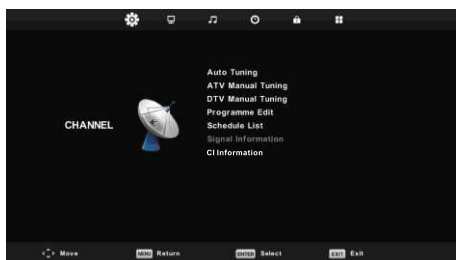 Auto Tuning
ATV Manual Tuning
DTV Manual Tuning
Programme Edit
CHANNEL
Schedule List
Signal Information
CI Information
Move MENU Return ENTER Select EXIT Exit